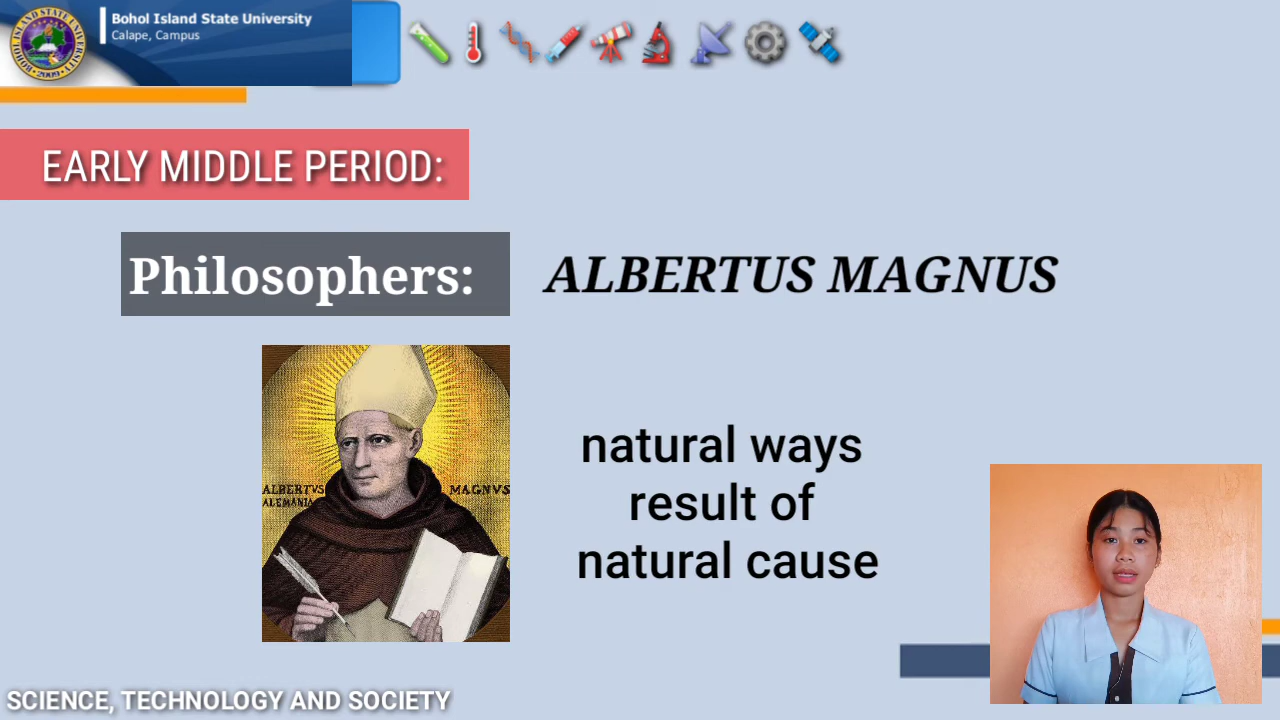 Bohol Island State University
Calape, Campus
EARLY MIDDLE PERIOD:
Philosophers:
ALBERTUS MAGNUS
ALBERTVS MAGNVS
ALEMANIA
natural ways
result of
natural cause
SCIENCE, TECHNOLOGY AND SOCIETY